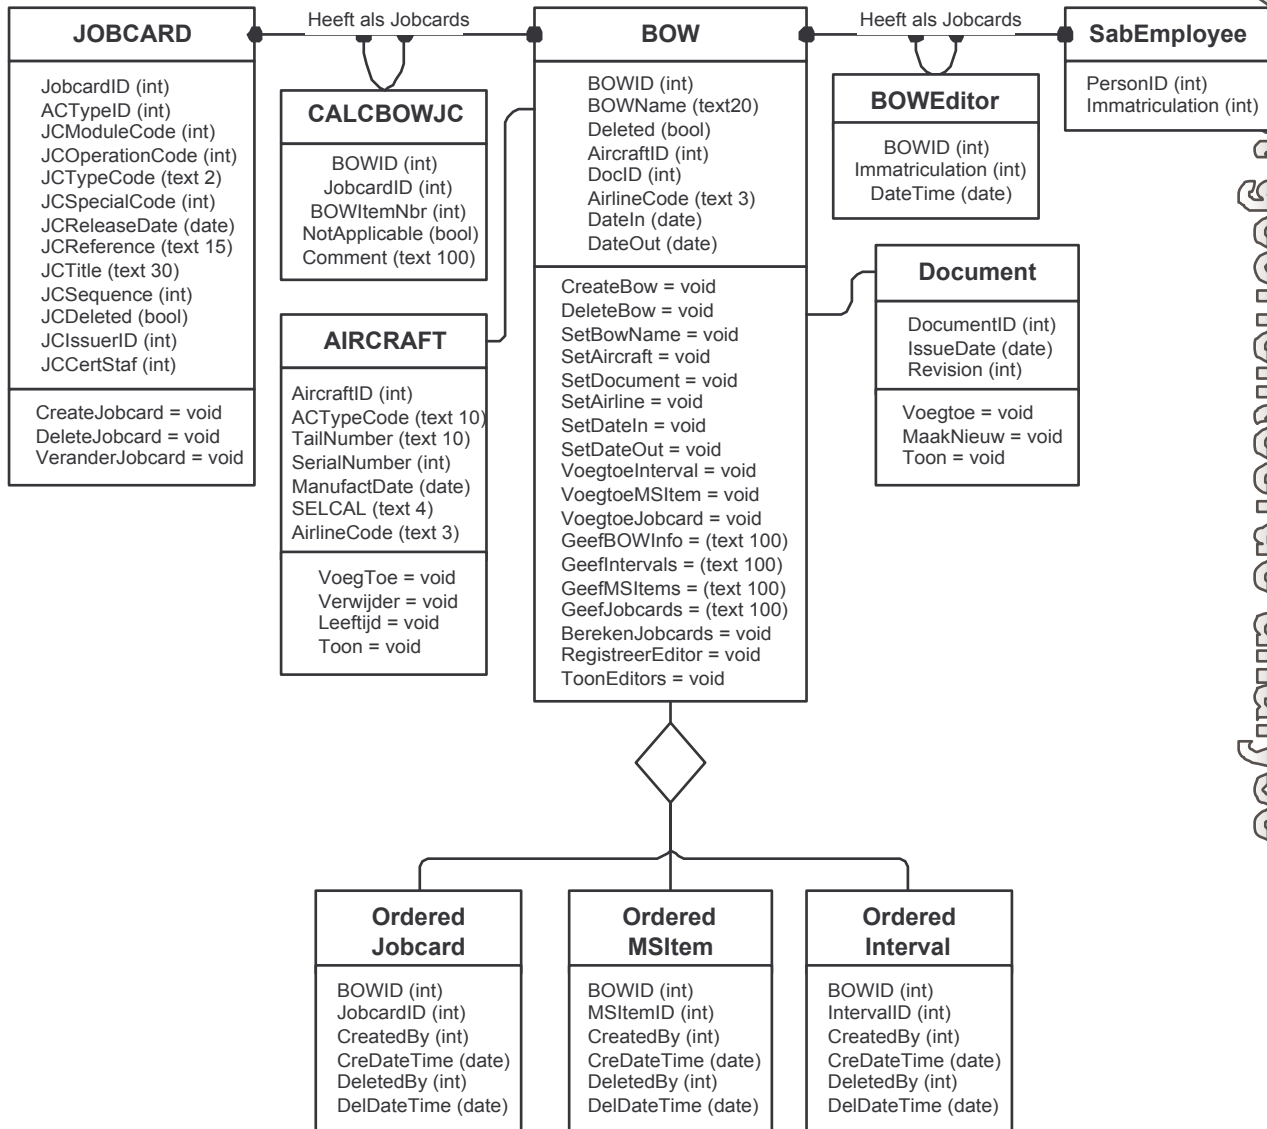 JOBCARD
JobcardID (int)
ACTypeID (int)
JCModuleCode (int)
JCOperationCode (int)
JCTypeCode (text 2)
JCSpecialCode (int)
JCReleaseDate (date)
JCReference (text 15)
JCTitle (text 30)
JCSequence (int)
JCDeleted (bool)
JCIssuerID (int)
JCCertStaf (int)
CreateJobcard = void
DeleteJobcard = void
VeranderJobcard = void
Heeft als Jobcards
CALCBOWJC
BOWID (int)
JobcardID (int)
BOWItemNbr (int)
NotApplicable (bool)
Comment (text 100)
AIRCRAFT
AircraftID (int)
ACTypeCode (text 10)
TailNumber (text 10)
SerialNumber (int)
ManufactDate (date)
SELCAL (text 4)
AirlineCode (text 3)
VoegToe = void
Verwijder = void
Leeftijd = void
Toon = void
BOW
BOWID (int)
BOWName (text20)
Deleted (bool)
AircraftID (int)
DocID (int)
AirlineCode (text 3)
DateIn (date)
DateOut (date)
CreateBow = void
DeleteBow = void
SetBowName = void
SetAircraft = void
SetDocument = void
SetAirline = void
SetDateIn = void
SetDateOut = void
VoegtoeInterval = void
VoegtoeMSItem = void
VoegtoeJobcard = void
GeefBOWInfo = (text 100)
GeefIntervals = (text 100)
GeefMSItems = (text 100)
GeefJobcards = (text 100)
BerekenJobcards = void
RegistreerEditor = void
ToonEditors = void
Heeft als Jobcards
BOWEditor
BOWID (int)
Immatriculation (int)
DateTime (date)
SabEmployee
PersonID (int)
Immatriculation (int)
Document
DocumentID (int)
IssueDate (date)
Revision (int)
Voegtoe = void
MaakNieuw = void
Toon = void
Ordered
Jobcard
BOWID (int)
JobcardID (int)
CreatedBy (int)
CreDateTime (date)
DeletedBy (int)
DelDateTime (date)
Ordered
MSItem
BOWID (int)
MSItemID (int)
CreatedBy (int)
CreDateTime (date)
DeletedBy (int)
DelDateTime (date)
Ordered
Interval
BOWID (int)
IntervalID (int)
CreatedBy (int)
CreDateTime (date)
DeletedBy (int)
DelDateTime (date)